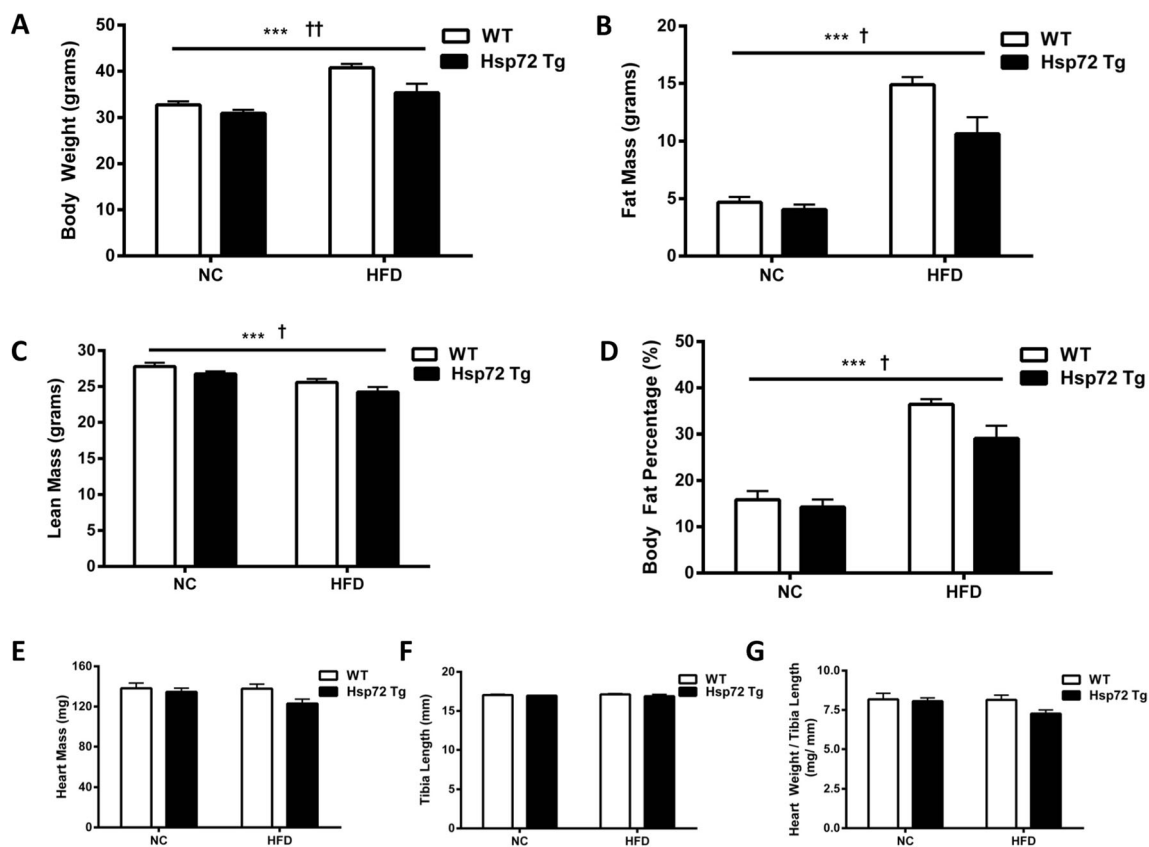 A
*** ††
WT
Hsp72 Tg
Body Weight (grams)
50
40
30
20
10
0
NC HFD
B
*** †
WT
Hsp72 Tg
Fat Mass (grams)
20
15
10
5
0
NC HFD
C
*** †
WT
Hsp72 Tg
Lean Mass (grams)
30
25
20
15
10
5
0
NC HFD
D
*** †
WT
Hsp72 Tg
Body Fat Percentage (%)
50
40
30
20
10
0
NC HFD
E
WT
Hsp72 Tg
Heart Mass (mg)
160
120
80
40
0
NC HFD
F
WT
Hsp72 Tg
Tibia Length (mm)
20
15
10
5
0
NC HFD
G
WT
Hsp72 Tg
Heart Weight / Tibia Length
(mg/ mm)
8.0
7.5
5.0
2.5
0.0
NC HFD